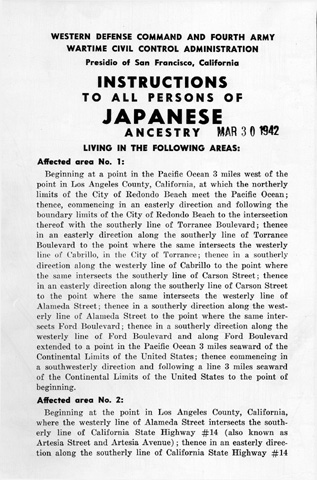 WESTERN DEFENSE COMMAND AND FOURTH ARMY
WARTIME CIVIL CONTROL ADMINISTRATION
Presidio of San Francisco, California
INSTRUCTIONS
TO ALL PERSONS OF
JAPANESE
ANCESTRY MAR 30 1942
LIVING IN THE FOLLOWING AREAS:
Affected area No. 1:
Beginning at a point in the Pacific Ocean 3 miles west of the
point in Los Angeles County, California, at which the northerly
limits of the City of Redondo Beach meet the Pacific Ocean;
thence, commencing in an easterly direction and following the
boundary limits of the City of Redondo Beach to the intersection
thereof with the southerly line of Torrance Boulevard; thence
in an easterly direction along the southerly line of Torrance
Boulevard to the point where the same intersects the westerly
line of Cabrillo, in the City of Torrance; thence in a southerly
direction along the westerly line of Cabrillo to the point where
the same intersects the southerly line of Carson Street; thence
in an easterly direction along the southerly line of Carson Street
to the point where the same intersects the westerly line of
Alameda Street; thence in a southerly direction along the west-
erly line of Alameda Street to the point where the same inter-
sects Ford Boulevard; thence in a southerly direction along the
westerly line of Ford Boulevard and along Ford Boulevard
extended to a point in the Pacific Ocean 3 miles seaward of the
Continental Limits of the United States; thence commencing in
a southwesterly direction and following a line 3 miles seaward
of the Continental Limits of the United States to the point of
beginning.
Affected area No. 2:
Beginning at the point in Los Angeles County, California,
where the westerly line of Alameda Street intersects the south-
erly line of California State Highway #14 (also known as
Artesia Street and Artesia Avenue); thence in an easterly direc-
tion along the southerly line of California State Highway #14